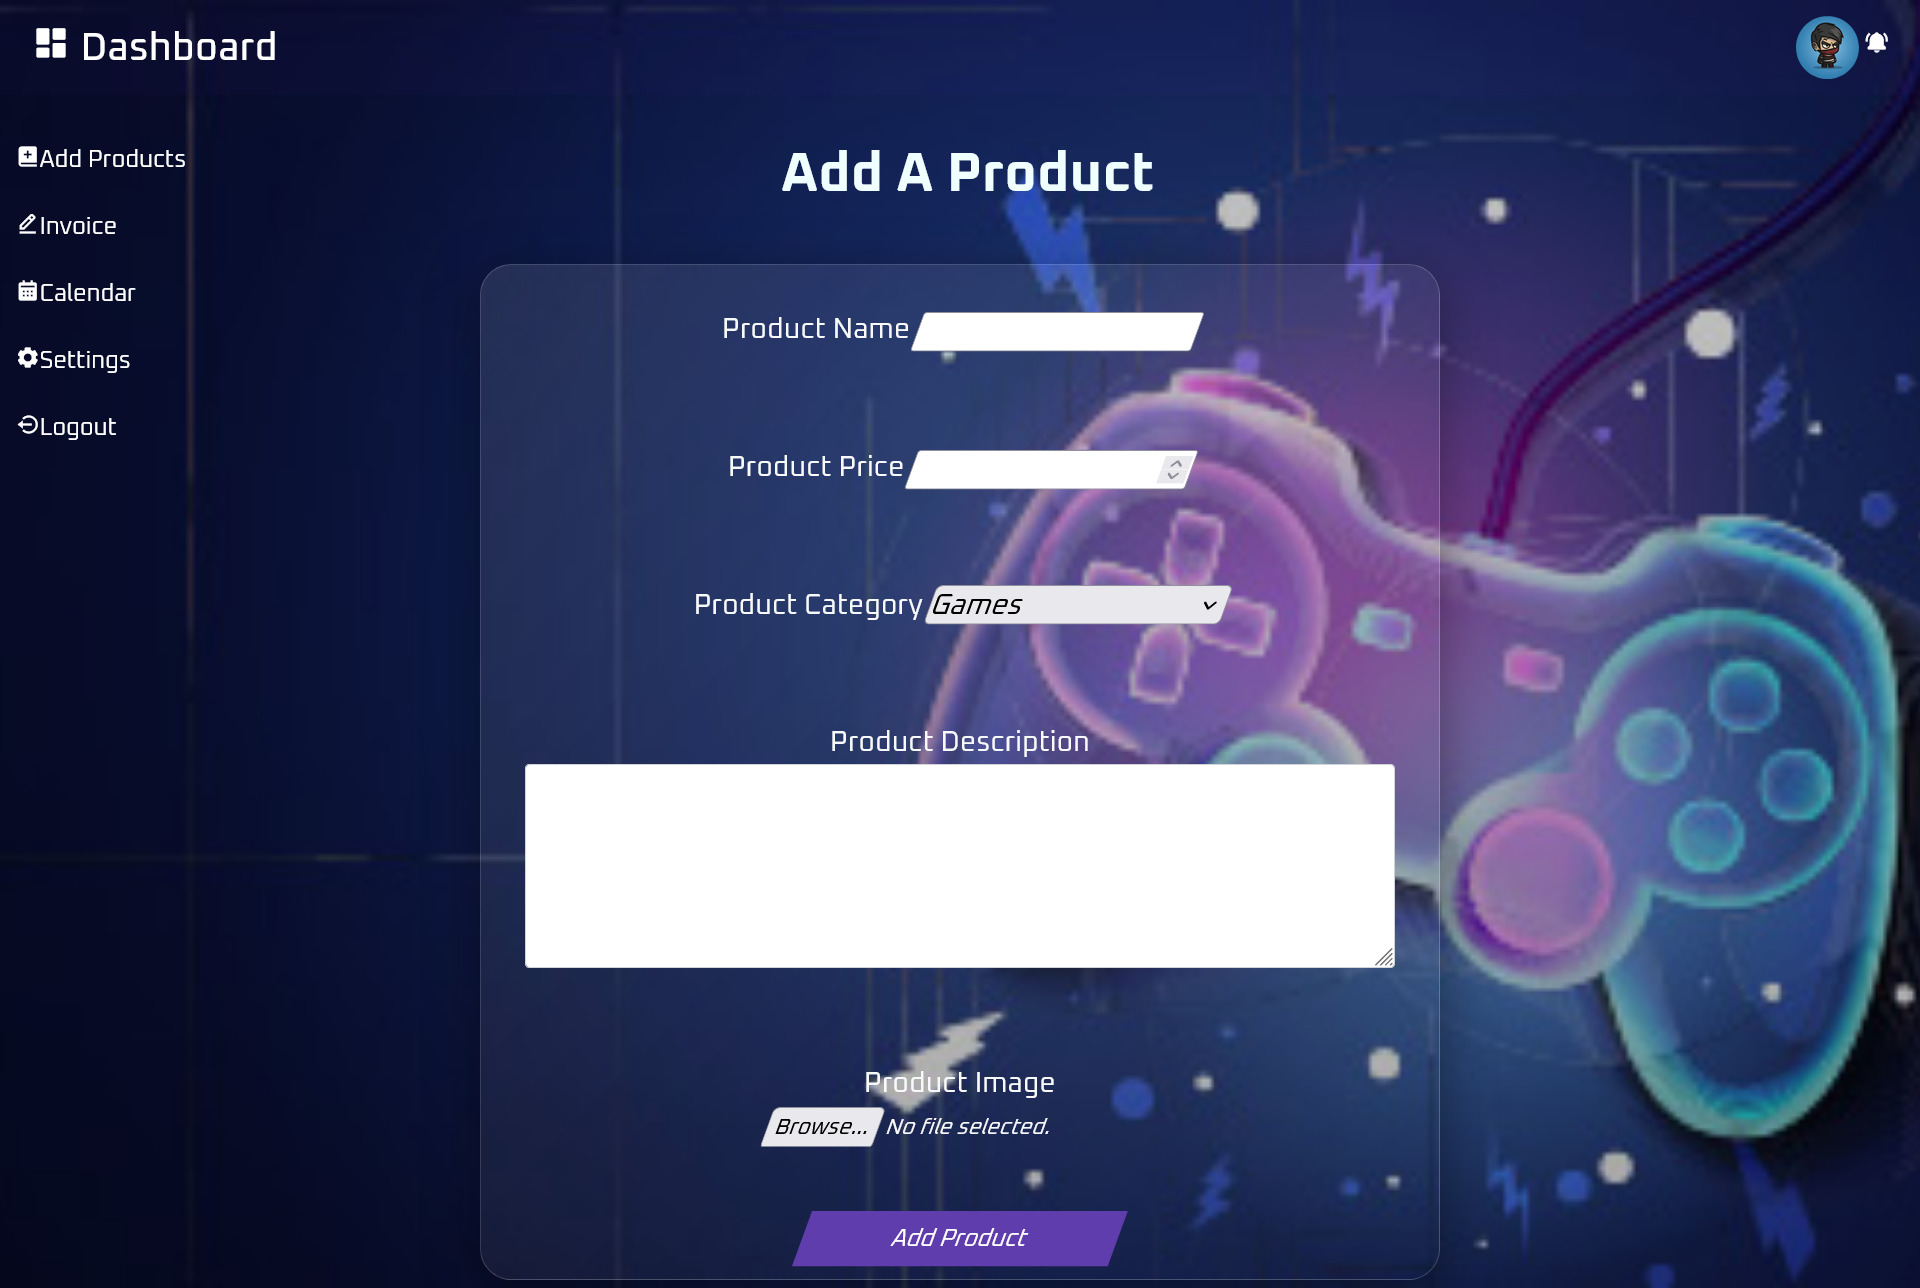 Dashboard
Add Products
Invoice
Calendar
Settings
Logout
Add A Product
Product Name
Product Price
Product Category Games
Product Description
Product Image
Browse... No file selected.
Add Product